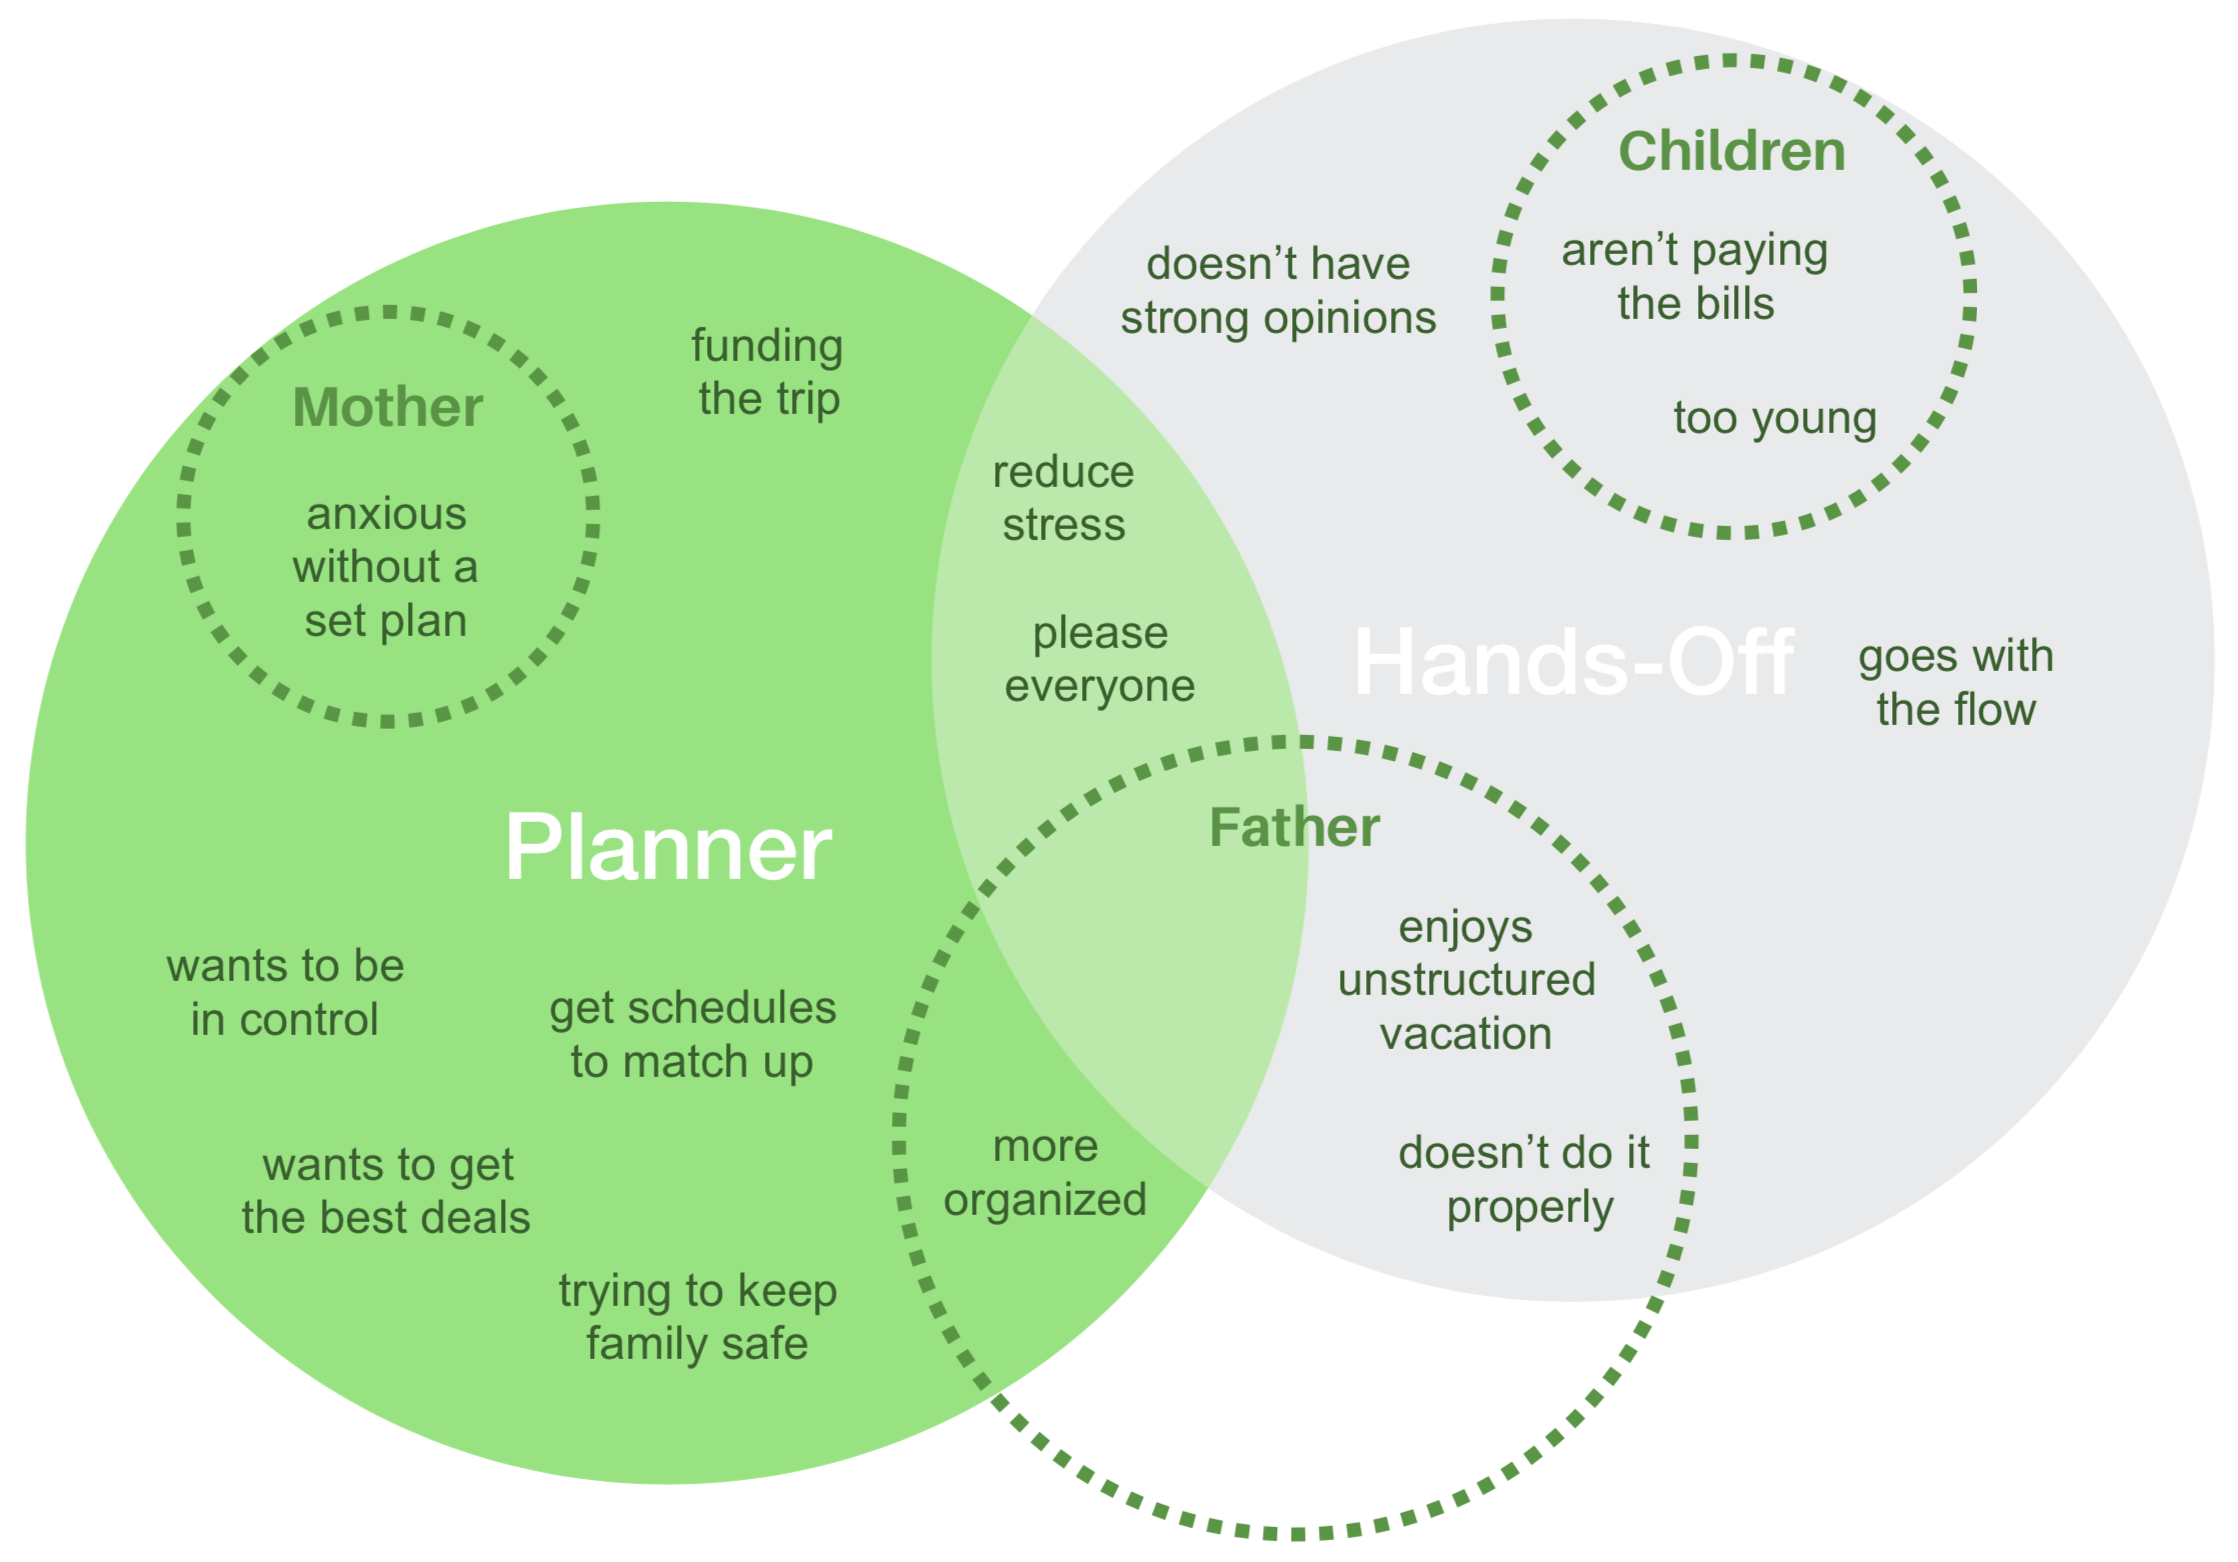 Children
aren’t paying
the bills
too young
doesn’t have
strong opinions
funding
the trip
Mother
anxious
without a
set plan
reduce
stress
please
everyone
Hands-Off
goes with
the flow
Planner
Father
enjoys
unstructured
vacation
wants to be
in control
get schedules
to match up
more
organized
doesn’t do it
properly
wants to get
the best deals
trying to keep
family safe